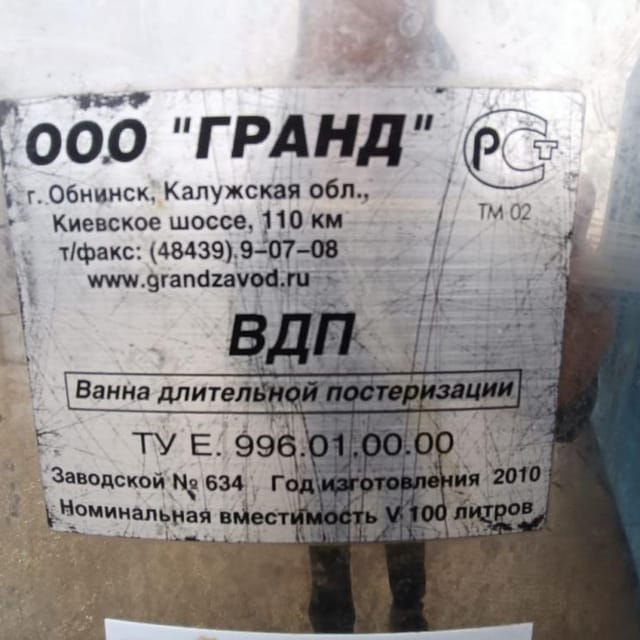 ООО "ГРАНД"
РСТ
г. Обнинск, Калужская обл.,
Киевское шоссе, 110 км
ТМ 02
т/факс: (48439) 9-07-08
www.grandzavod.ru
ВДП
Ванна длительной постеризации
ТУ Е. 996.01.00.00
Заводской № 634 Год изготовления 2010
Номинальная вместимость V 100 литров